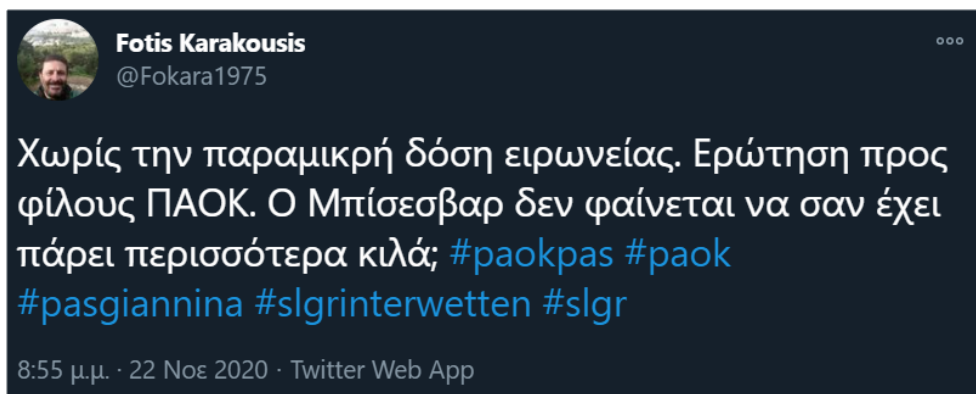 Fotis Karakousis
@Fokara1975
Χωρίς την παραμικρή δόση ειρωνείας. Ερώτηση προς
φίλους ΠΑΟΚ. Ο Μπίσεσβαρ δεν φαίνεται να σαν έχει
πάρει περισσότερα κιλά; #paokpas #paok
#pasgiannina #slgrinterwetten #slgr
8:55 μ.μ. · 22 Νοε 2020 · Twitter Web App